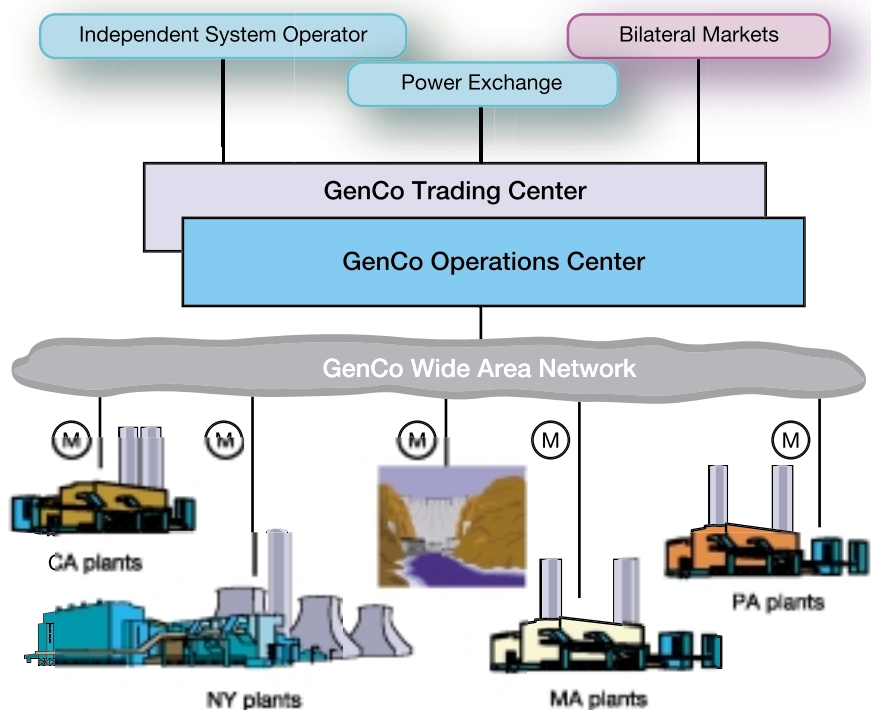 Independent System Operator
Bilateral Markets
Power Exchange
GenCo Trading Center
GenCo Operations Center
GenCo Wide Area Network
M
M
M
M
M
CA plants
PA plants
NY plants
MA plants